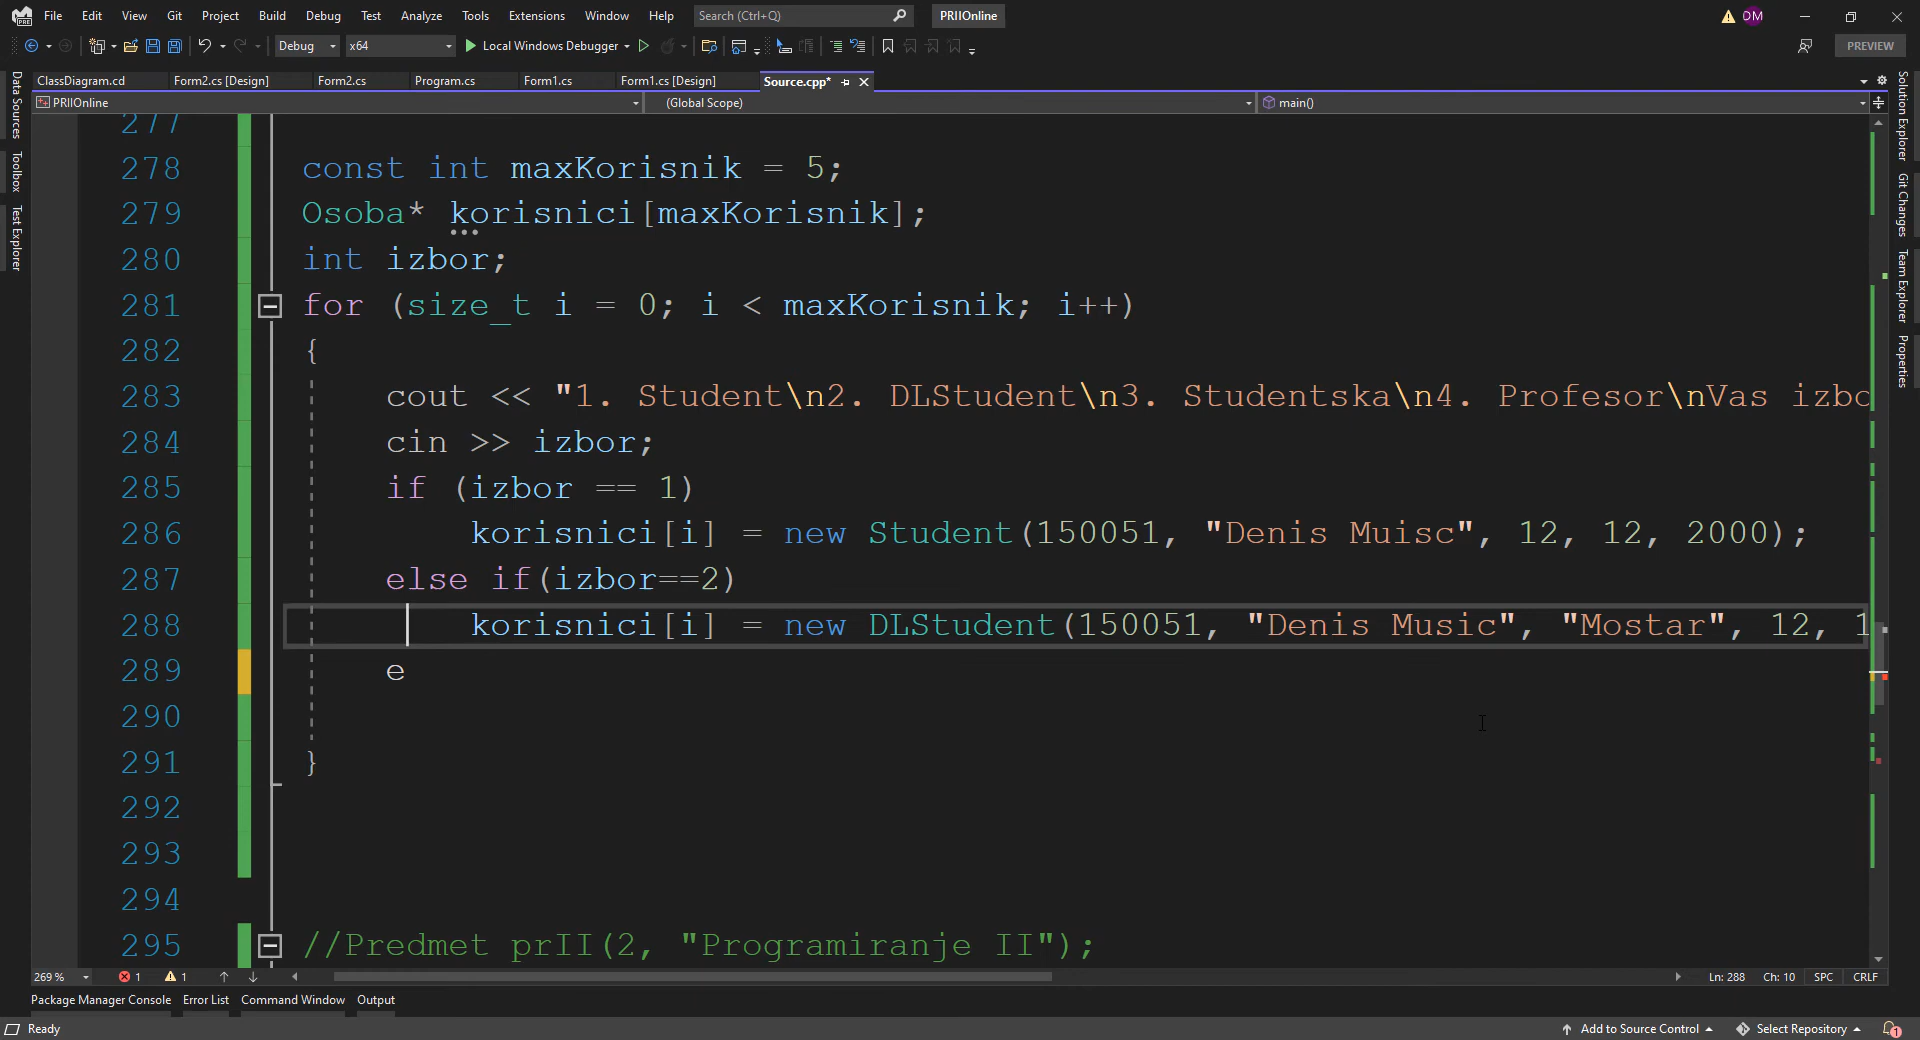 File Edit View Git Project Build Debug Test Analyze Tools Extensions Window Help Search (Ctrl+Q) PRIIOnline DM
Debug x64 Local Windows Debugger PREVIEW
ClassDiagram.cd Form2.cs [Design] Form2.cs Program.cs Form1.cs Form1.cs [Design] Source.cpp*
PRIIOnline (Global Scope) main()
Data Sources
Toolbox
Test Explorer
Solution Explorer
Git Changes
Team Explorer
Properties
277
278 const int maxKorisnik = 5;
279 Osoba* korisnici[maxKorisnik];
280 int izbor;
281 for (size_t i = 0; i < maxKorisnik; i++)
282 {
283 cout << "1. Student\n2. DLStudent\n3. Studentska\n4. Profesor\nVas izbo
284 cin >> izbor;
285 if (izbor == 1)
286 korisnici[i] = new Student(150051, "Denis Muisc", 12, 12, 2000);
287 else if(izbor==2)
288 korisnici[i] = new DLStudent(150051, "Denis Music", "Mostar", 12, 1
289 e
290
291 }
292
293
294
295 //Predmet prII(2, "Programiranje II");
269 % 1 1 Ln: 288 Ch: 10 SPC CRLF
Package Manager Console Error List Command Window Output
Ready Add to Source Control Select Repository 1